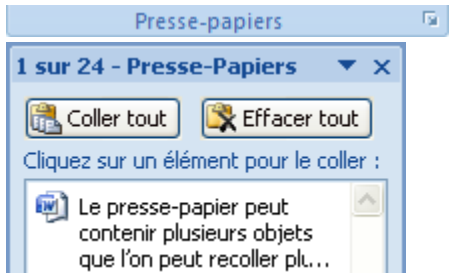 Presse-papiers
1 sur 24 - Presse-Papiers
Coller tout Effacer tout
Cliquez sur un élément pour le coller :
Le presse-papier peut
contenir plusieurs objets
que l'on peut recoller plu...